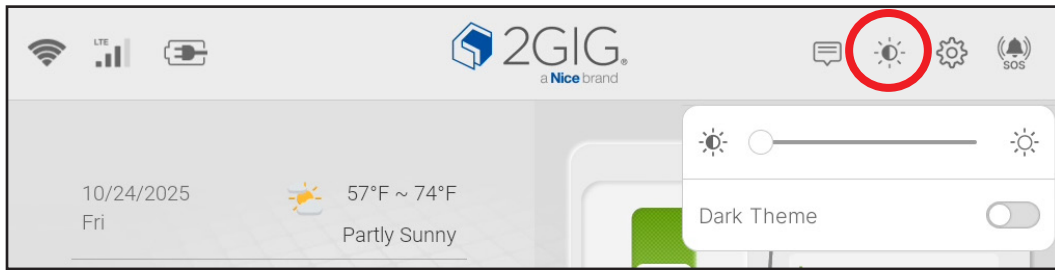 LTE
2GIG®
a Nice brand
SOS
10/24/2025
57°F ~ 74°F
Fri
Partly Sunny
Dark Theme